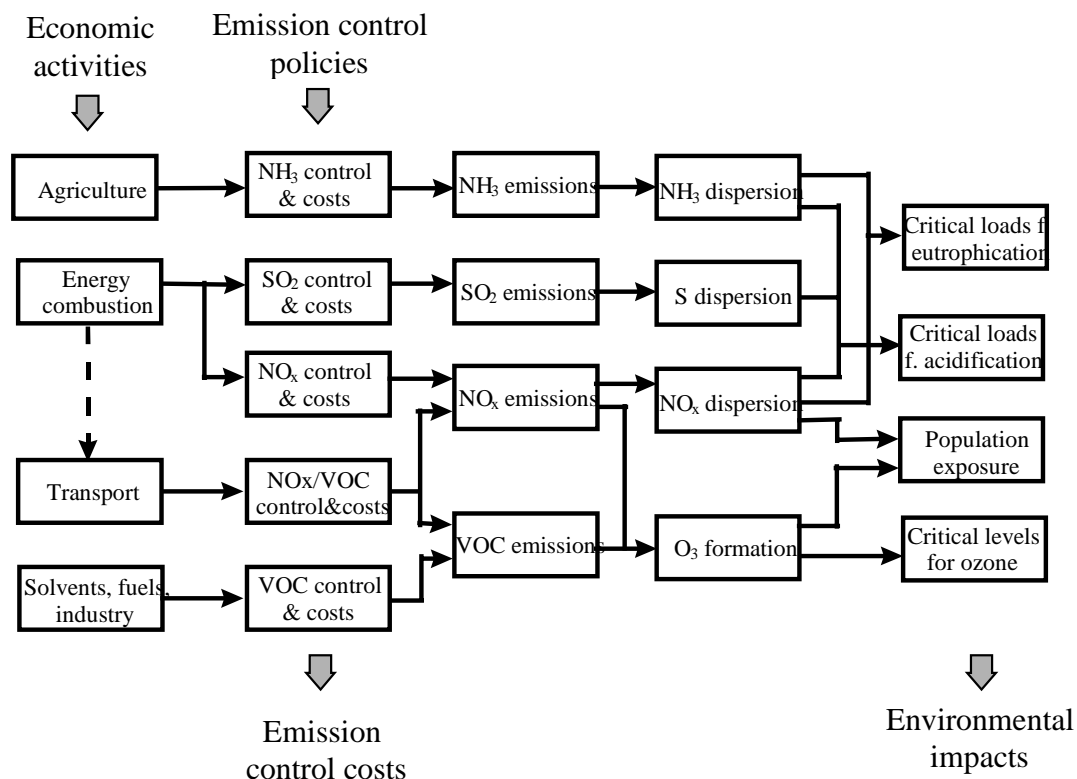 Economic
activities
Emission control
policies
Agriculture
NH₃ control
& costs
NH₃ emissions
NH₃ dispersion
Critical loads f
eutrophication
Energy
combustion
SO₂ control
& costs
SO₂ emissions
S dispersion
Critical loads
f. acidification
NOₓ control
& costs
NOₓ emissions
NOₓ dispersion
Population
exposure
Transport
NOx/VOC
control&costs
VOC emissions
O₃ formation
Critical levels
for ozone
Solvents, fuels,
industry
VOC control
& costs
Emission
control costs
Environmental
impacts